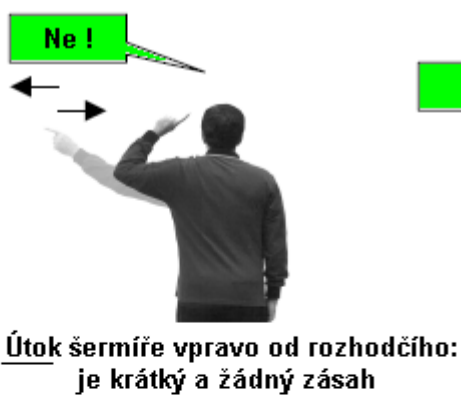 Ne !
Útok šermíře vpravo od rozhodčího:
je krátký a žádný zásah